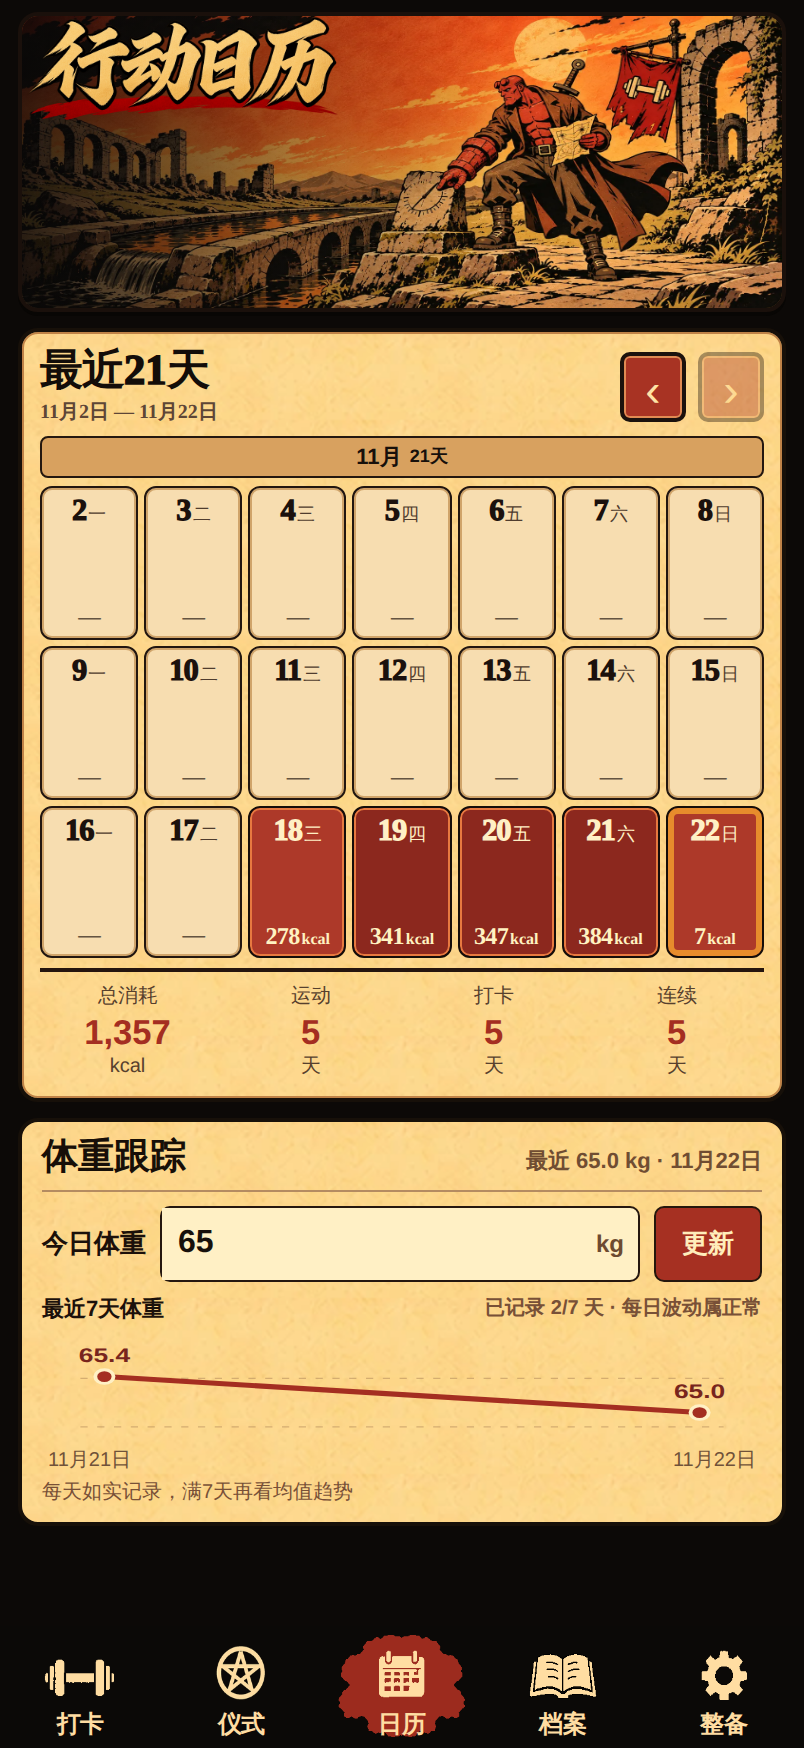 行动日历
最近21天
11月2日 — 11月22日
‹ ›
11月 21天
2一 3二 4三 5四 6五 7六 8日
— — — — — — —
9一 10二 11三 12四 13五 14六 15日
— — — — — — —
16一 17二 18三 19四 20五 21六 22日
— — 278kcal 341kcal 347kcal 384kcal 7kcal
总消耗 运动 打卡 连续
1,357 5 5 5
kcal 天 天 天
体重跟踪 最近 65.0 kg · 11月22日
今日体重 65 kg 更新
最近7天体重 已记录 2/7 天 · 每日波动属正常
65.4
65.0
11月21日 11月22日
每天如实记录，满7天再看均值趋势
打卡 仪式 日历 档案 整备